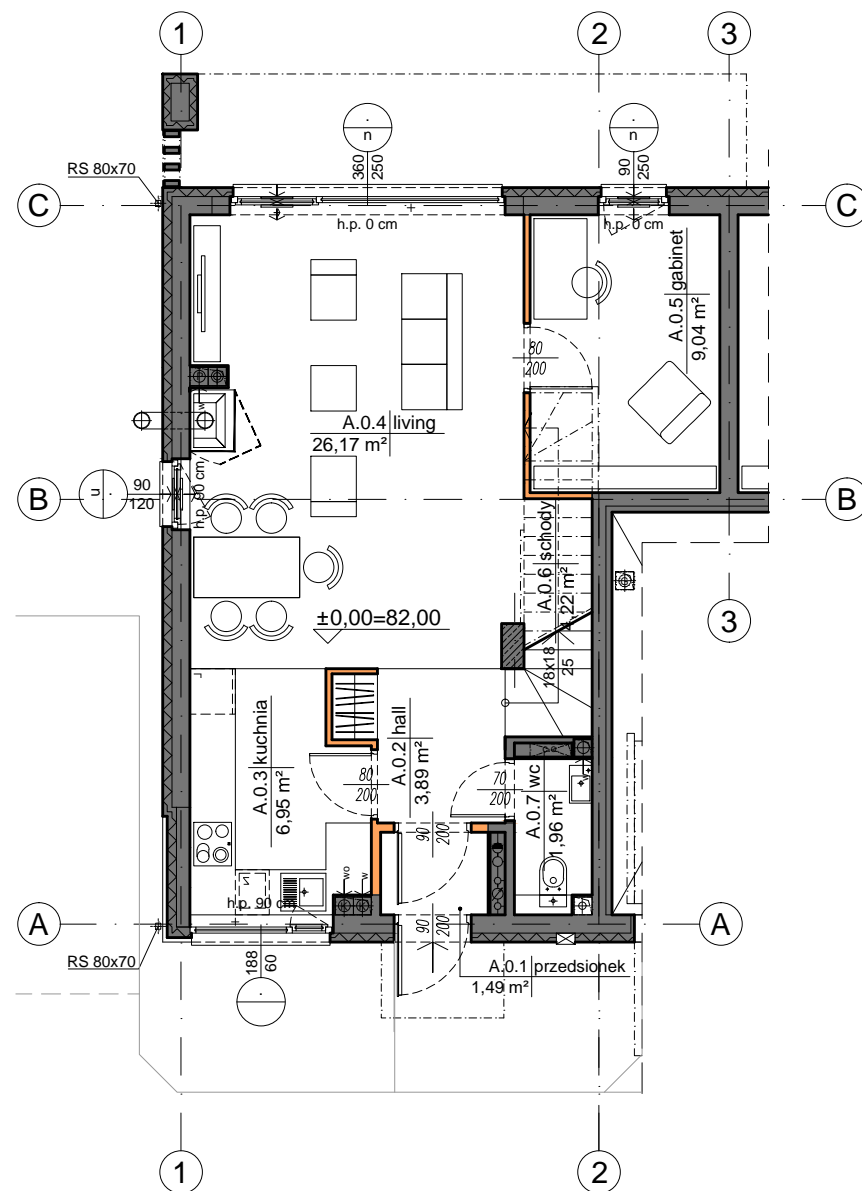 1
2
3
n
n
360
250
90
250
RS 80x70
C
C
h.p. 0 cm
h.p. 0 cm
A.0.5 gabinet
9,04 m²
80
200
w
A.0.4 living
26,17 m²
B
B
u
90
120
h.p. 90 cm
A.0.6 schody
22 m²
±0,00=82,00
3
18x18
25
A.0.3 kuchnia
6,95 m²
A.0.2 hall
3,89 m²
80
200
70
200
A.0.7 wc
1,96 m²
90
200
wo
w
h.p. 90 cm
90
200
A
A
RS 80x70
188
60
A.0.1 przedsionek
1,49 m²
1
2